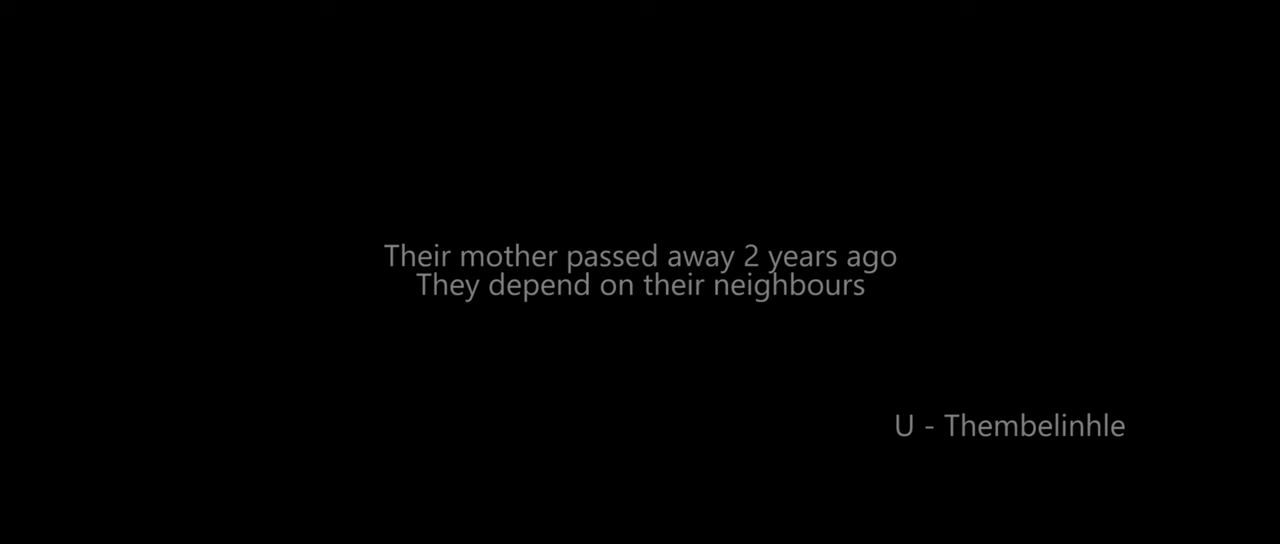 Their mother passed away 2 years ago
They depend on their neighbours
U - Thembelinhle